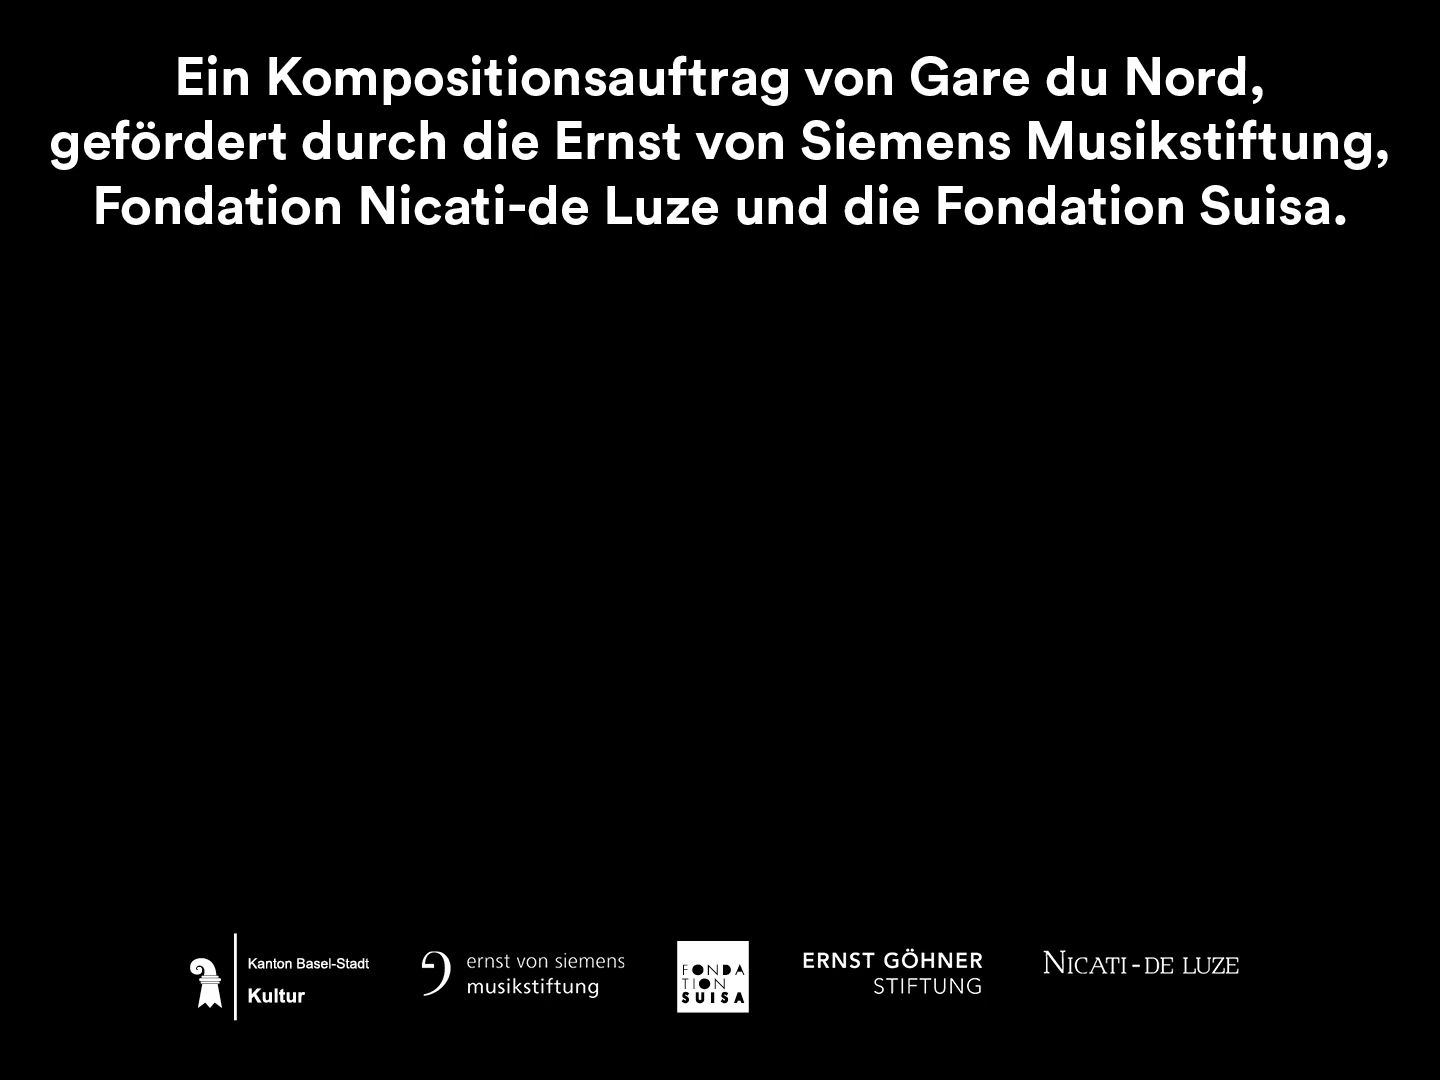 Ein Kompositionsauftrag von Gare du Nord,
gefördert durch die Ernst von Siemens Musikstiftung,
Fondation Nicati-de Luze und die Fondation Suisa.
Kanton Basel-Stadt
Kultur
ernst von siemens
musikstiftung
FONDA
TION
SUISA
ERNST GÖHNER
STIFTUNG
NICATI-DE LUZE